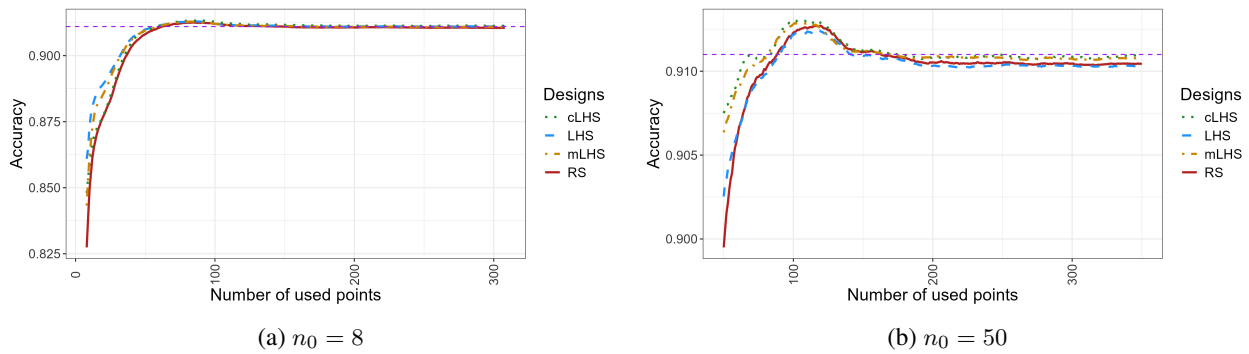 0.900
0.875
0.850
0.825
Accuracy
0
100
200
300
Number of used points
Designs
cLHS
LHS
mLHS
RS
(a) n₀ = 8
0.910
0.905
0.900
Accuracy
100
200
300
Number of used points
Designs
cLHS
LHS
mLHS
RS
(b) n₀ = 50